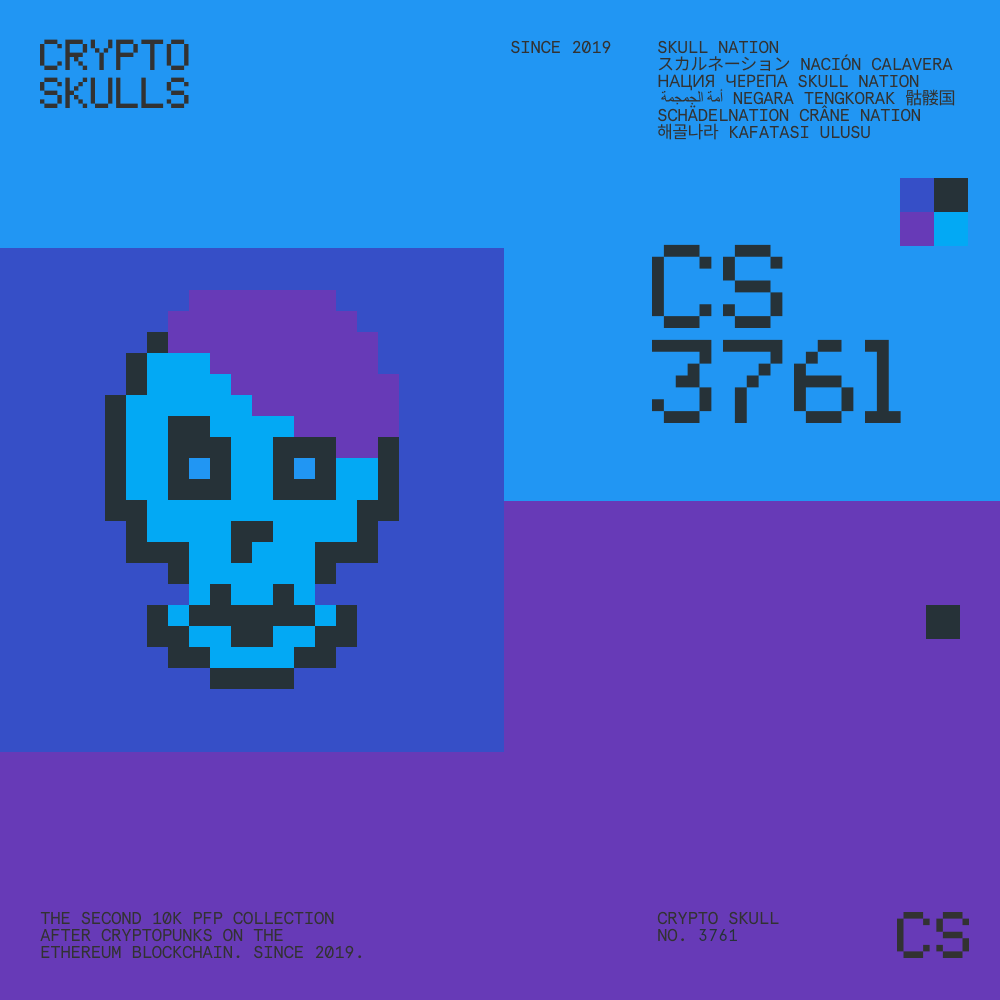 CRYPTO
SKULLS
SINCE 2019
SKULL NATION
スカルネーション NACIÓN CALAVERA
НАЦИЯ ЧЕРЕПА SKULL NATION
أمة الجمجمة NEGARA TENGKORAK 骷髅国
SCHÄDELNATION CRÂNE NATION
해골나라 KAFATASI ULUSU
CS
3761
THE SECOND 10K PFP COLLECTION
AFTER CRYPTOPUNKS ON THE
ETHEREUM BLOCKCHAIN. SINCE 2019.
CRYPTO SKULL
NO. 3761
CS